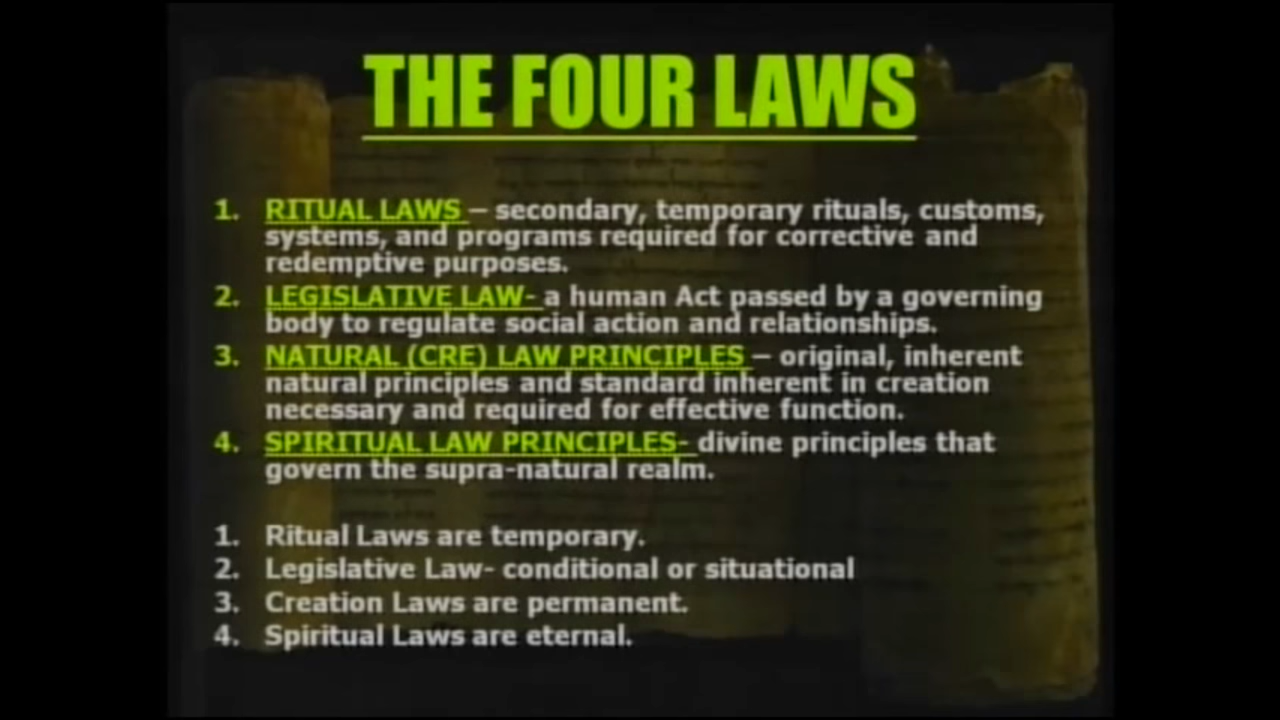 THE FOUR LAWS
1. RITUAL LAWS – secondary, temporary rituals, customs,
systems, and programs required for corrective and
redemptive purposes.
2. LEGISLATIVE LAW- a human Act passed by a governing
body to regulate social action and relationships.
3. NATURAL (CRE) LAW PRINCIPLES – original, inherent
natural principles and standard inherent in creation
necessary and required for effective function.
4. SPIRITUAL LAW PRINCIPLES- divine principles that
govern the supra-natural realm.
1. Ritual Laws are temporary.
2. Legislative Law- conditional or situational
3. Creation Laws are permanent.
4. Spiritual Laws are eternal.